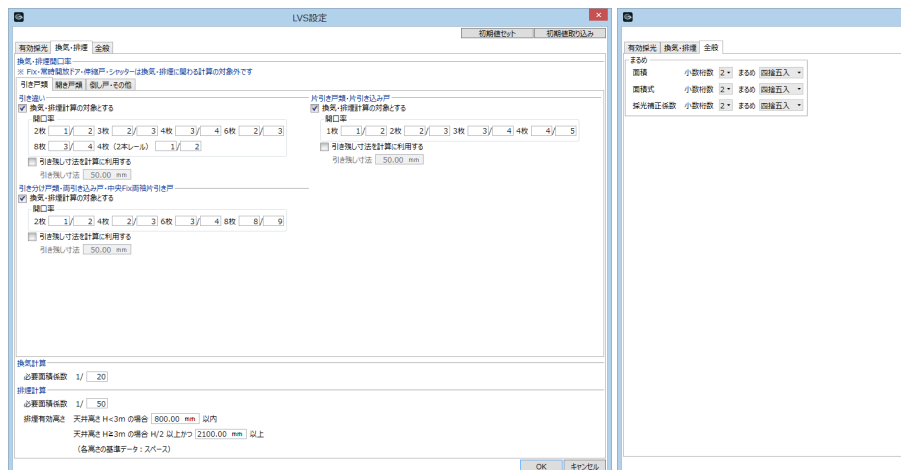 LVS設定
初期値セット 初期値取り込み
有効採光 換気・排煙 全般
換気・排煙開口率
※ Fix・常時開放ドア・伸縮戸・シャッターは換気・排煙に関わる計算の対象外です
引き戸類 開き戸類 倒し戸・その他
引き違い
換気・排煙計算の対象とする
開口率
2枚 1/ 2 3枚 2/ 3 4枚 3/ 4 6枚 2/ 3
8枚 3/ 4 4枚 (2本レール) 1/ 2
引き残し寸法を計算に利用する
引き残し寸法 50.00 mm
片引き戸類・片引き込み戸
換気・排煙計算の対象とする
開口率
1枚 1/ 2 2枚 2/ 3 3枚 3/ 4 4枚 4/ 5
引き残し寸法を計算に利用する
引き残し寸法 50.00 mm
引き分け戸類・両引き込み戸・中央Fix両袖片引き戸
換気・排煙計算の対象とする
開口率
2枚 1/ 2 4枚 2/ 3 6枚 3/ 4 8枚 8/ 9
引き残し寸法を計算に利用する
引き残し寸法 50.00 mm
換気計算
必要面積係数 1/ 20
排煙計算
必要面積係数 1/ 50
排煙有効高さ 天井高さ H<3m の場合 800.00 mm 以内
天井高さ H≧3m の場合 H/2 以上かつ 2100.00 mm 以上
(各高さの基準データ : スペース)
OK キャンセル
有効採光 換気・排煙 全般
まるめ
面積 小数桁数 2 まるめ 四捨五入
面積式 小数桁数 2 まるめ 四捨五入
採光補正係数 小数桁数 2 まるめ 四捨五入